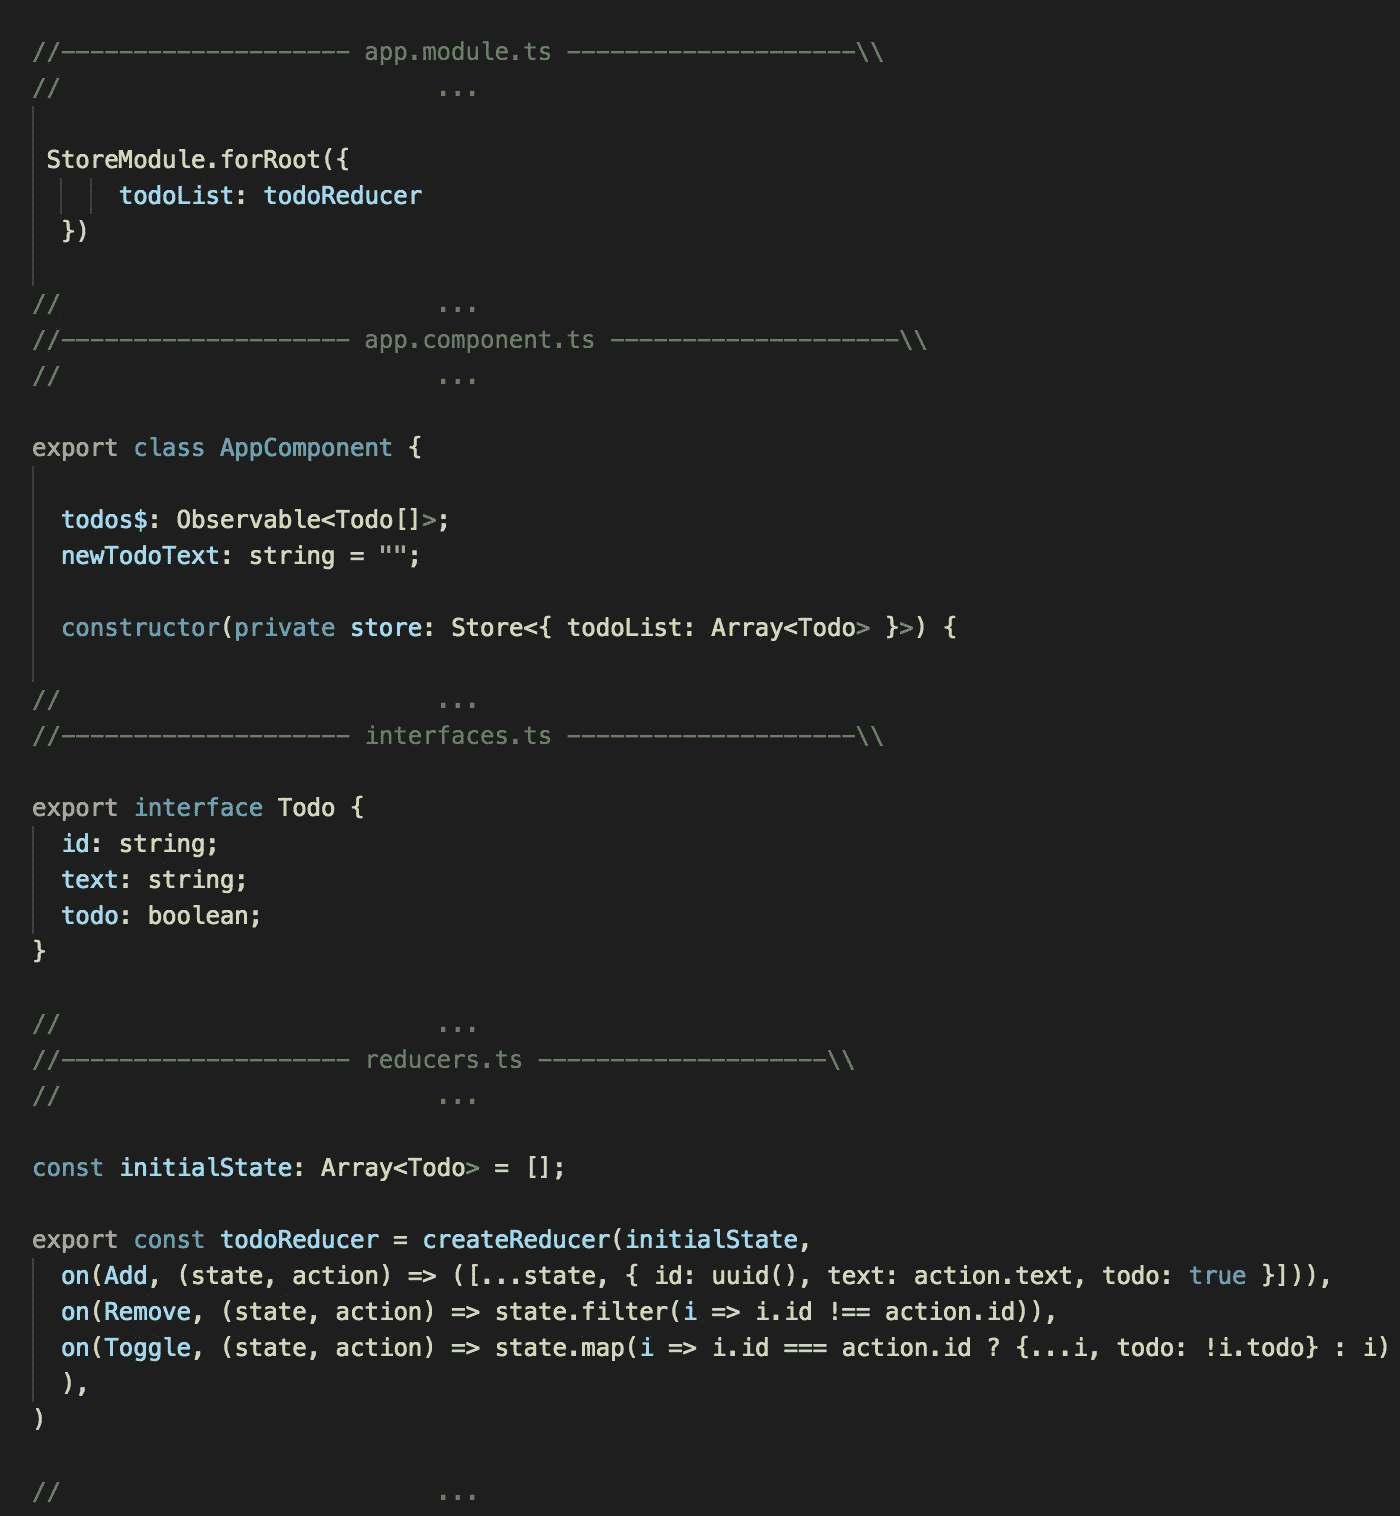 //-------------------- app.module.ts --------------------\\
// ...
StoreModule.forRoot({
todoList: todoReducer
})
// ...
//-------------------- app.component.ts --------------------\\
// ...
export class AppComponent {
todos$: Observable<Todo[]>;
newTodoText: string = "";
constructor(private store: Store<{ todoList: Array<Todo> }>) {
// ...
//-------------------- interfaces.ts --------------------\\
export interface Todo {
id: string;
text: string;
todo: boolean;
}
// ...
//-------------------- reducers.ts --------------------\\
// ...
const initialState: Array<Todo> = [];
export const todoReducer = createReducer(initialState,
on(Add, (state, action) => ([...state, { id: uuid(), text: action.text, todo: true }])),
on(Remove, (state, action) => state.filter(i => i.id !== action.id)),
on(Toggle, (state, action) => state.map(i => i.id === action.id ? {...i, todo: !i.todo} : i)
),
)
// ...